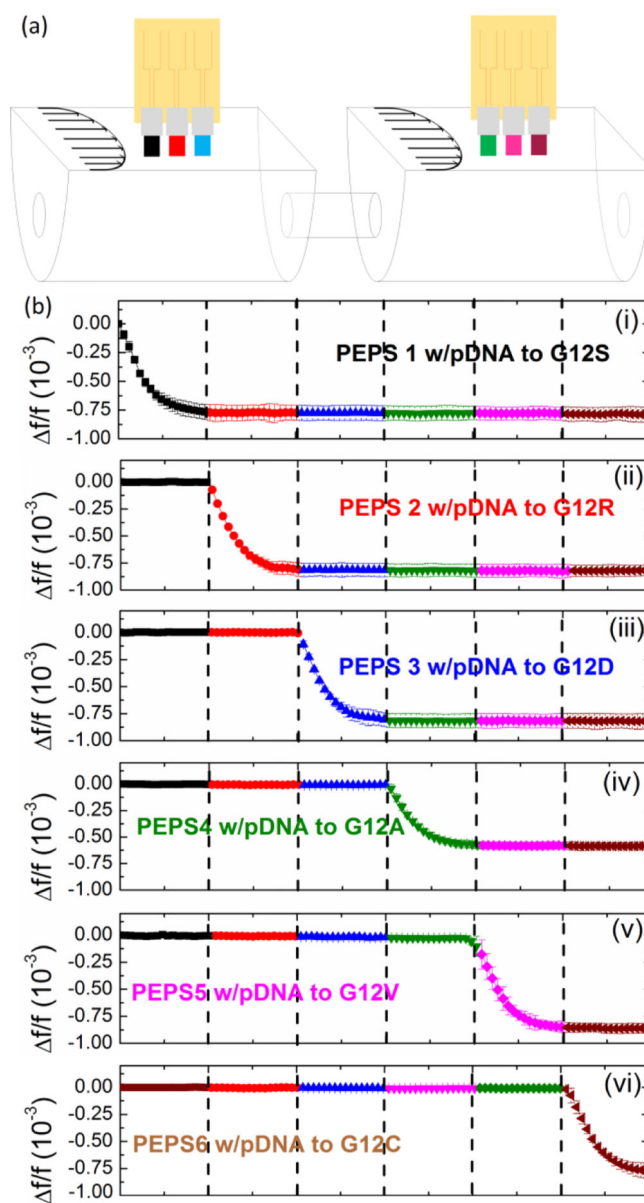 (a)
(b)
(i)
0.00
-0.25
-0.50
-0.75
-1.00
Δf/f (10⁻³)
PEPS 1 w/pDNA to G12S
(ii)
0.00
-0.25
-0.50
-0.75
-1.00
Δf/f (10⁻³)
PEPS 2 w/pDNA to G12R
(iii)
0.00
-0.25
-0.50
-0.75
-1.00
Δf/f (10⁻³)
PEPS 3 w/pDNA to G12D
(iv)
0.00
-0.25
-0.50
-0.75
-1.00
Δf/f (10⁻³)
PEPS4 w/pDNA to G12A
(v)
0.00
-0.25
-0.50
-0.75
-1.00
Δf/f (10⁻³)
PEPS5 w/pDNA to G12V
(vi)
0.00
-0.25
-0.50
-0.75
-1.00
Δf/f (10⁻³)
PEPS6 w/pDNA to G12C